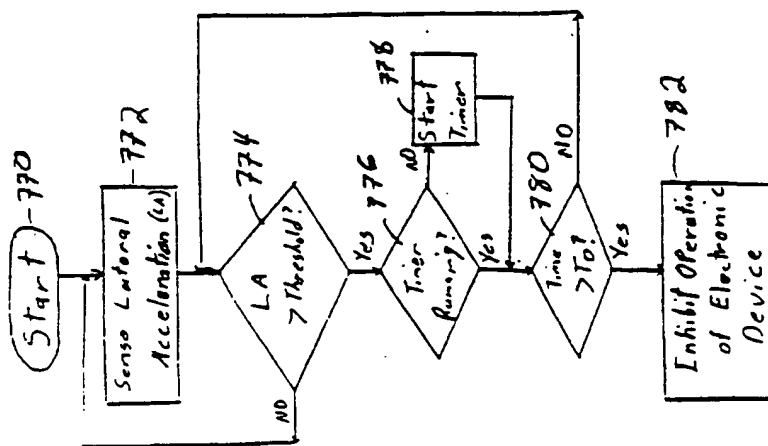 Start
770
Sense Lateral
Acceleration (LA)
772
LA
> Threshold?
774
NO
Yes
Timer
Running?
776
NO
Start
Timer
778
Yes
Time
> To?
780
NO
Yes
Inhibit Operation
of Electronic
Device
782